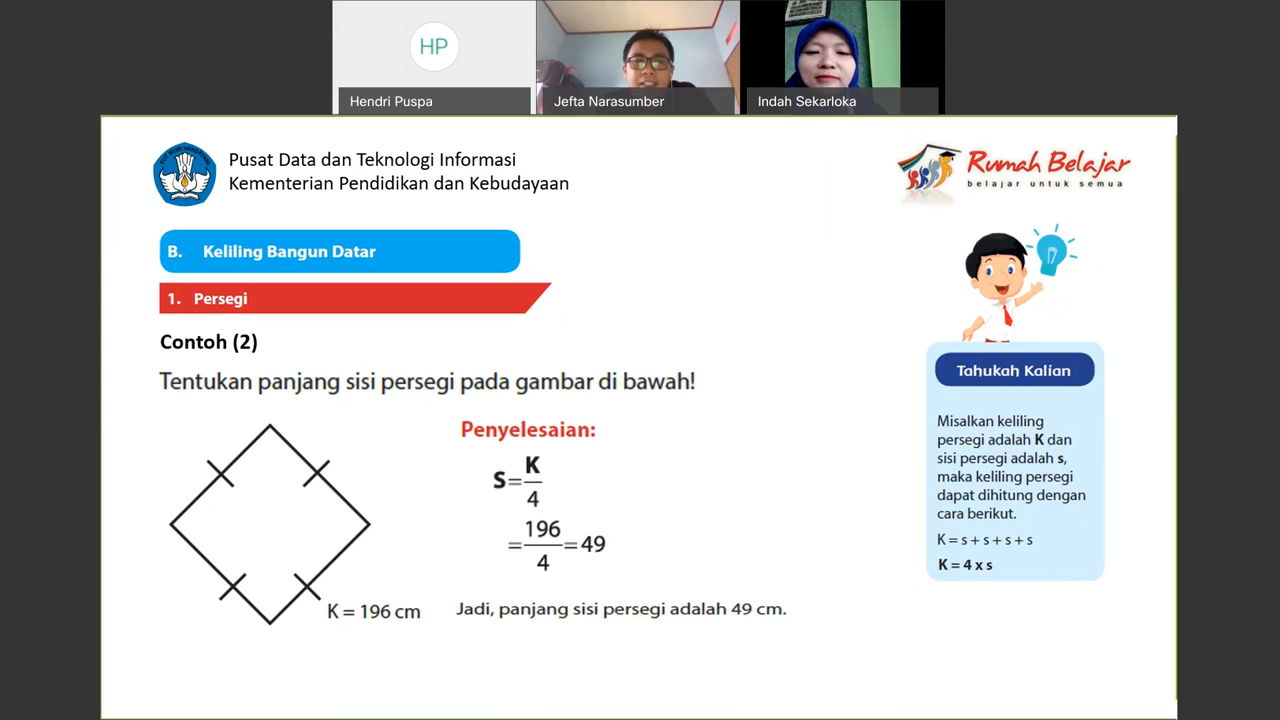 HP
Hendri Puspa
Jefta Narasumber
Indah Sekarloka
Pusat Data dan Teknologi Informasi
Kementerian Pendidikan dan Kebudayaan
TUT WURI HANDAYANI
Rumah Belajar
belajar untuk semua
B. Keliling Bangun Datar
1. Persegi
Contoh (2)
Tentukan panjang sisi persegi pada gambar di bawah!
Penyelesaian:
S = K/4
= 196/4 = 49
K = 196 cm
Jadi, panjang sisi persegi adalah 49 cm.
Tahukah Kalian
Misalkan keliling
persegi adalah K dan
sisi persegi adalah s,
maka keliling persegi
dapat dihitung dengan
cara berikut.
K = s + s + s + s
K = 4 x s